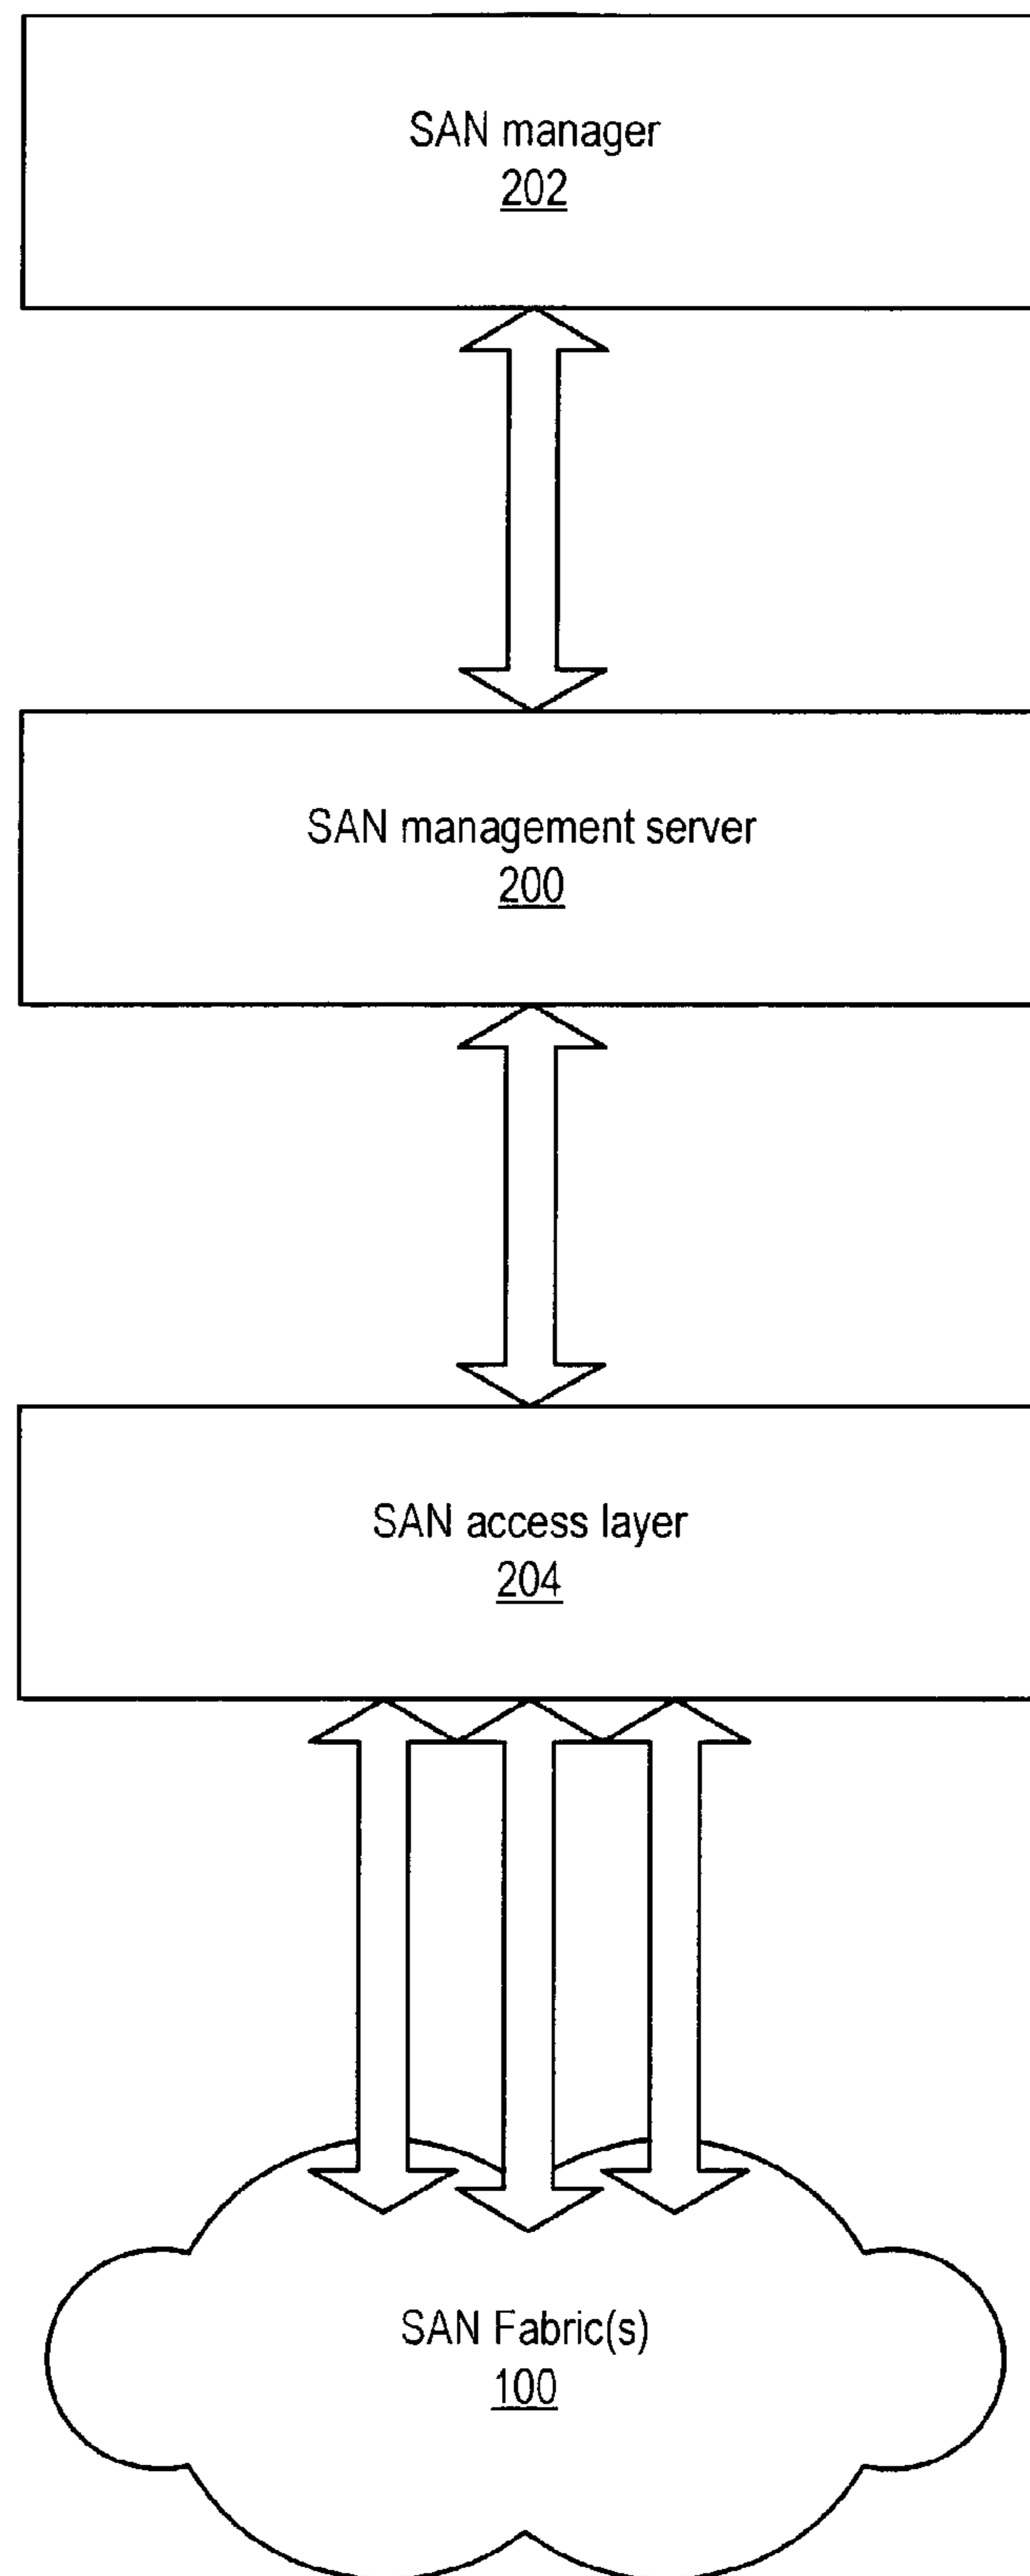 SAN manager
202
SAN management server
200
SAN access layer
204
SAN Fabric(s)
100